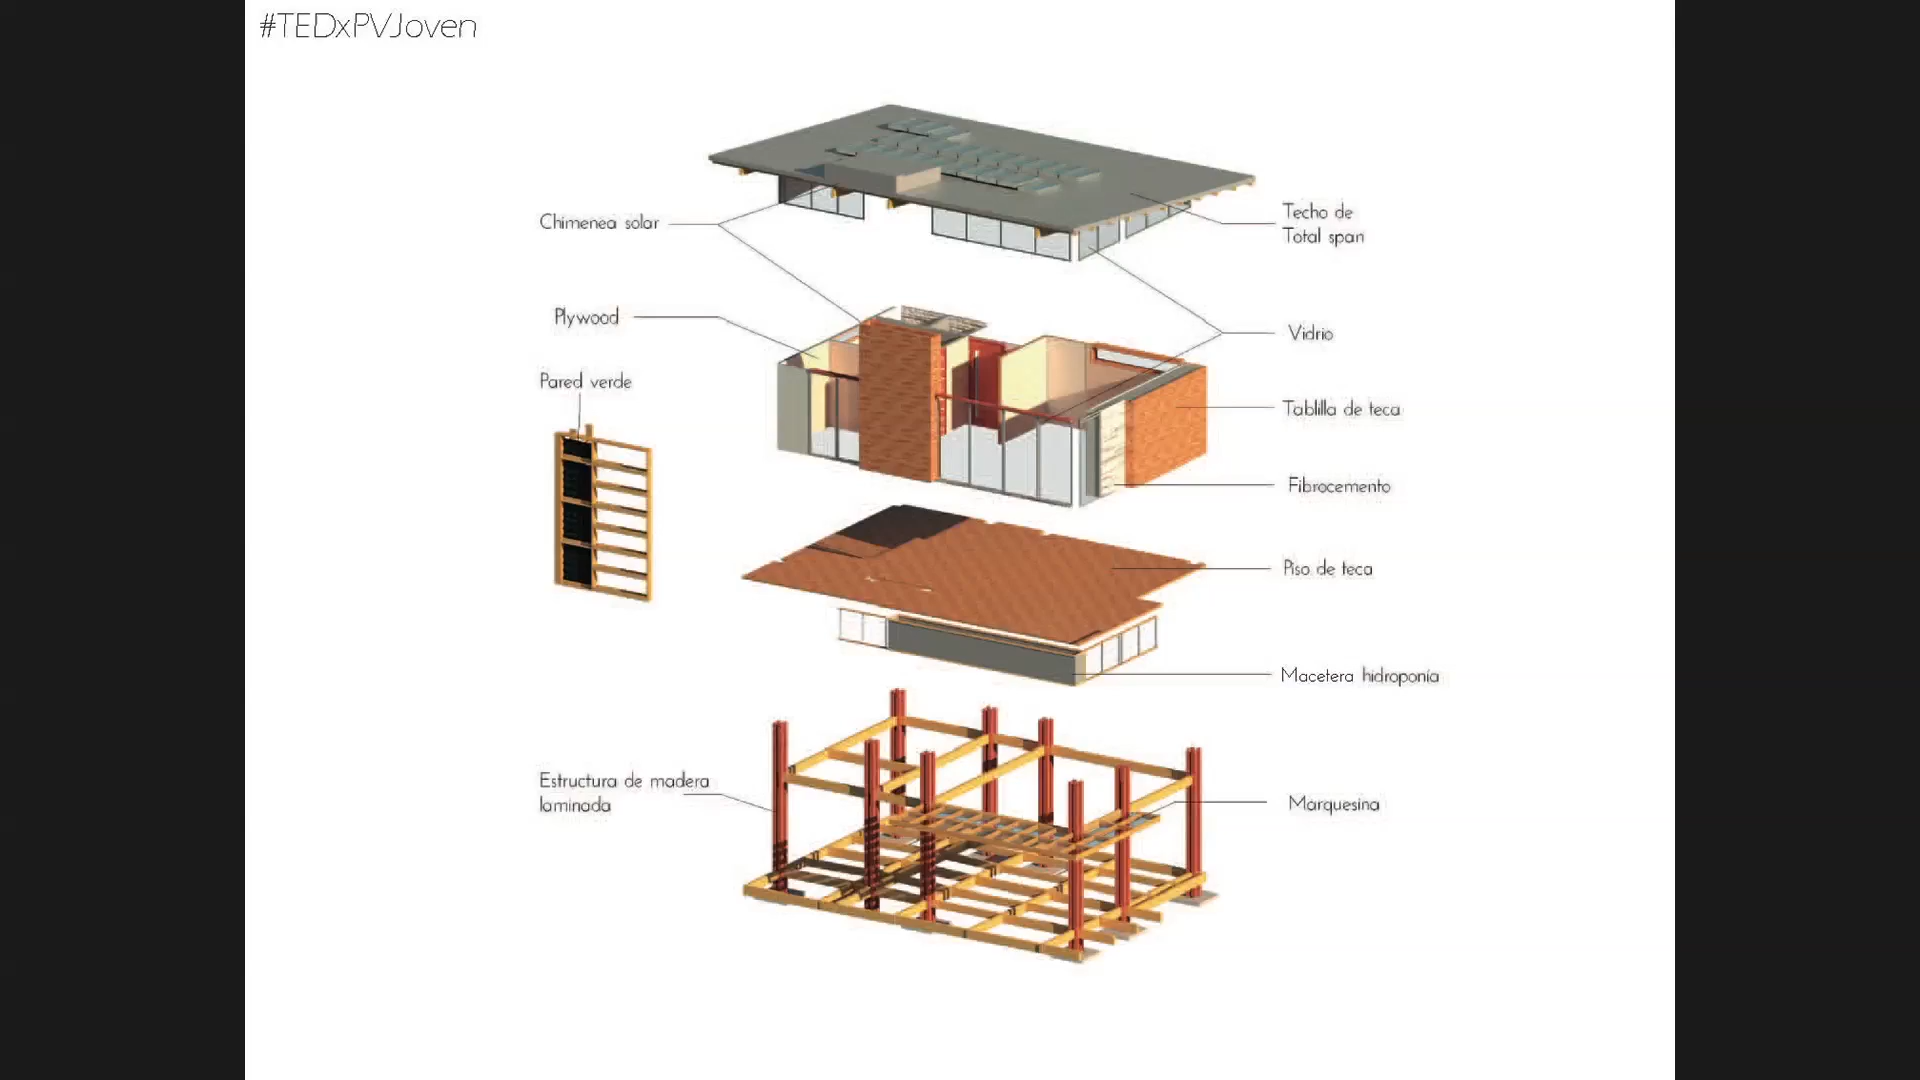 #TEDxPVJoven
Chimenea solar
Techo de
Total span
Plywood
Vidrio
Pared verde
Tablilla de teca
Fibrocemento
Piso de teca
Macetera hidroponía
Estructura de madera
laminada
Marquesina